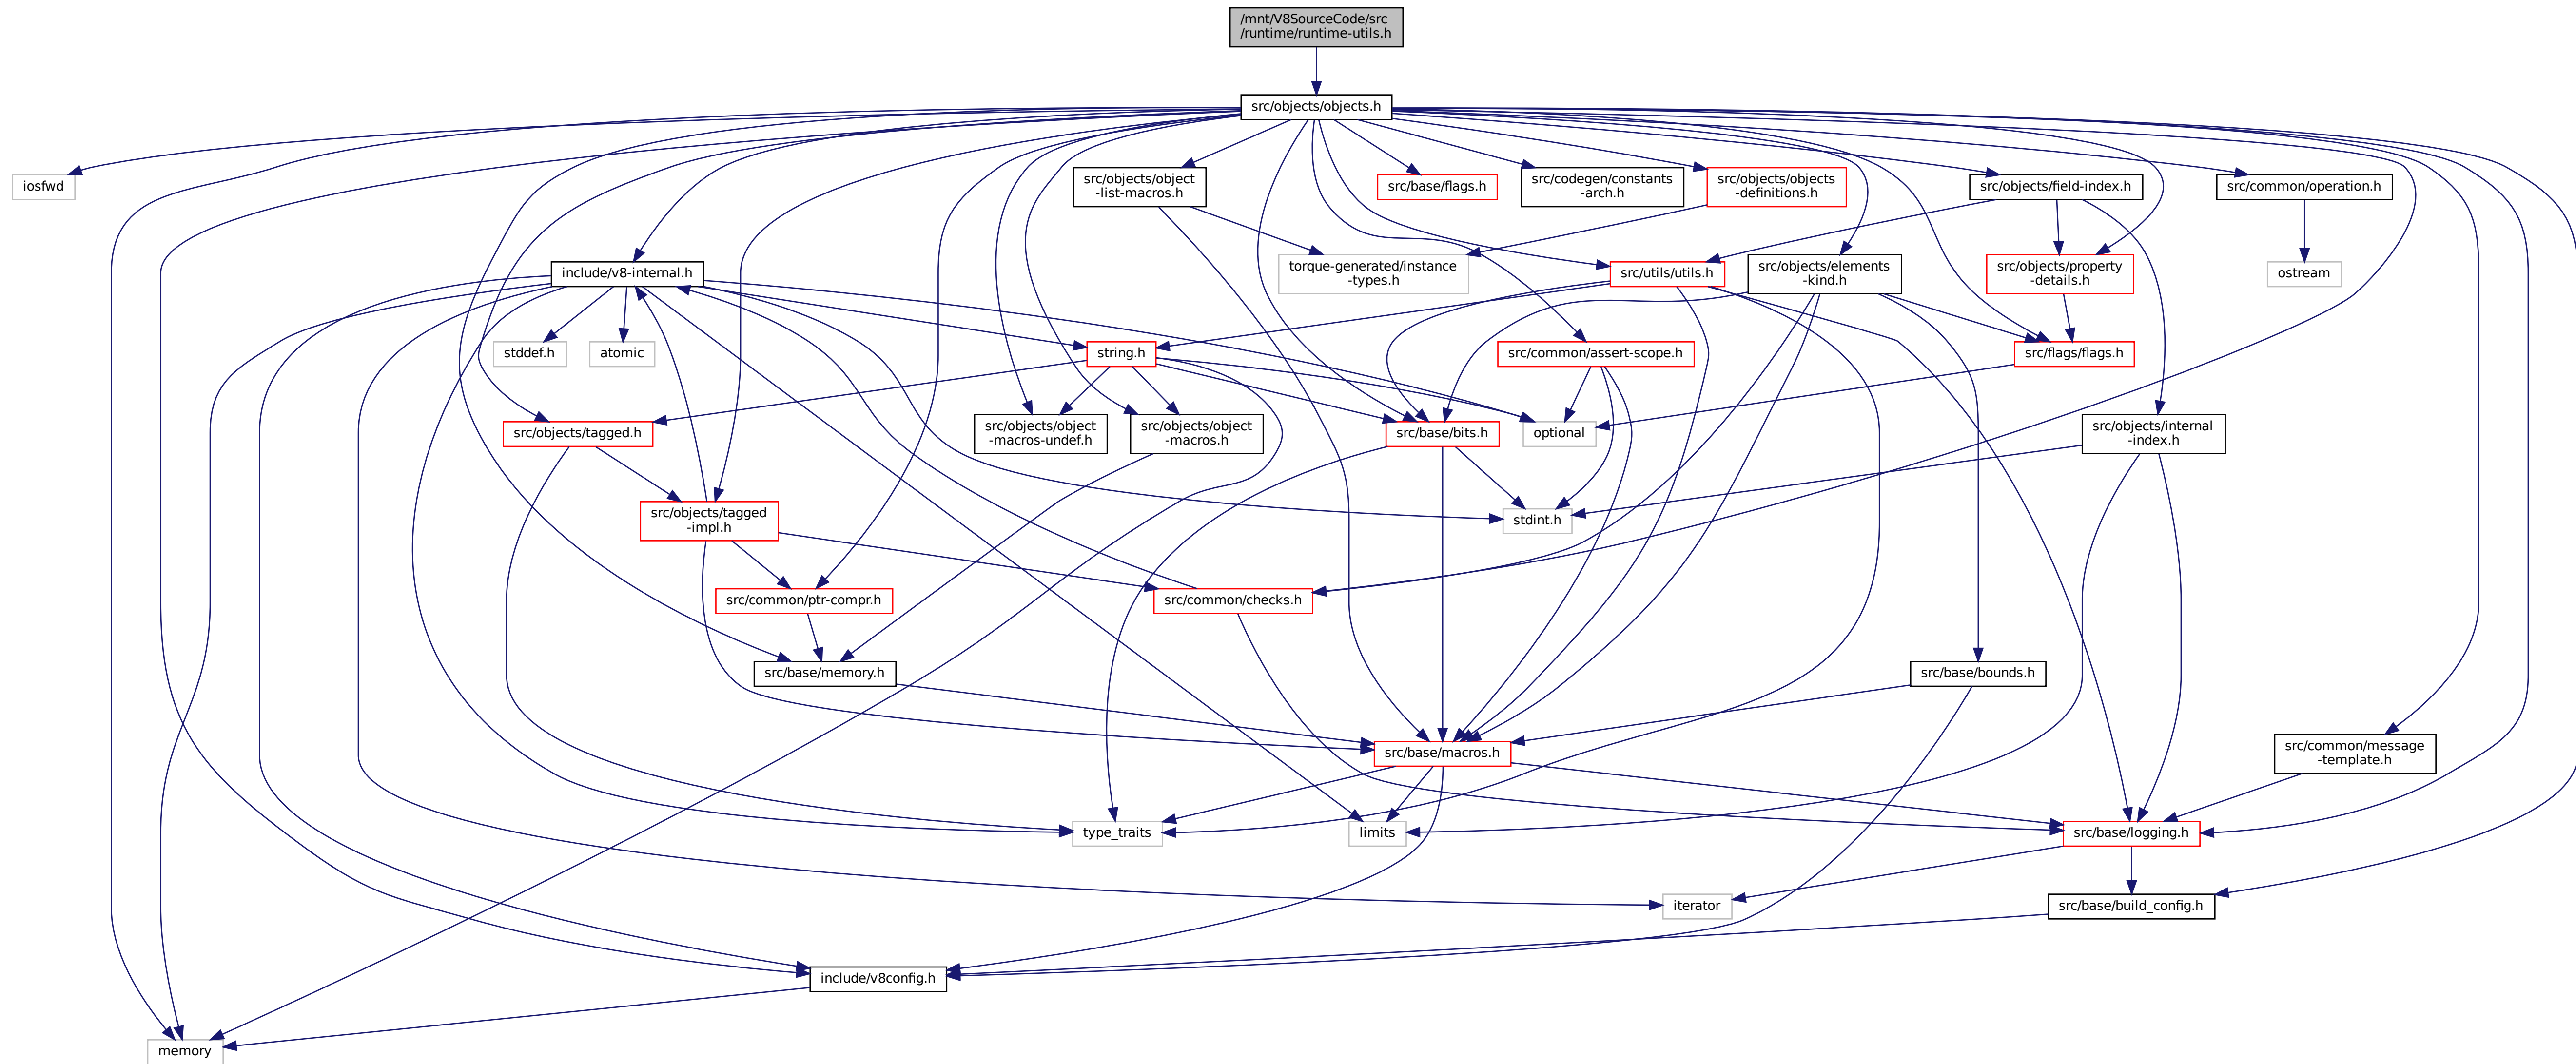 /mnt/V8SourceCode/src
/runtime/runtime-utils.h
src/objects/objects.h
iosfwd
src/objects/object
-list-macros.h
src/base/flags.h
src/codegen/constants
-arch.h
src/objects/objects
-definitions.h
src/objects/field-index.h
src/common/operation.h
include/v8-internal.h
torque-generated/instance
-types.h
src/utils/utils.h
src/objects/elements
-kind.h
src/objects/property
-details.h
ostream
stddef.h
atomic
string.h
src/common/assert-scope.h
src/flags/flags.h
src/objects/tagged.h
src/objects/object
-macros-undef.h
src/objects/object
-macros.h
src/base/bits.h
optional
src/objects/internal
-index.h
src/objects/tagged
-impl.h
stdint.h
src/common/ptr-compr.h
src/common/checks.h
src/base/memory.h
src/base/bounds.h
src/base/macros.h
src/common/message
-template.h
type_traits
limits
src/base/logging.h
iterator
src/base/build_config.h
include/v8config.h
memory